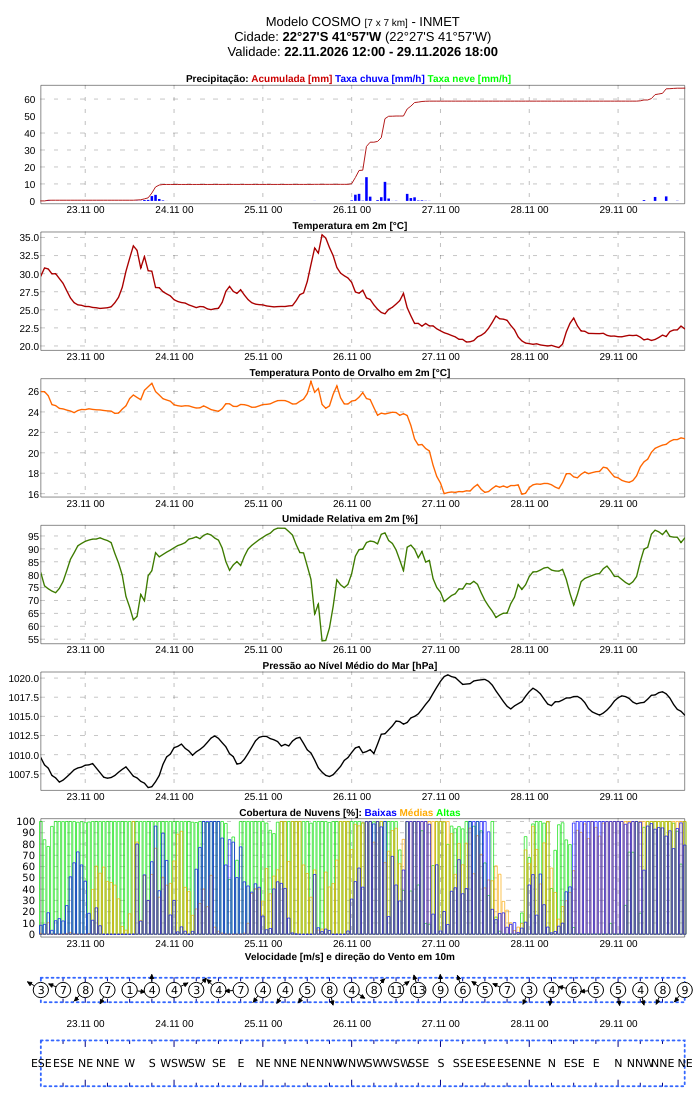 Modelo COSMO [7 x 7 km] - INMET
Cidade: 22°27'S 41°57'W (22°27'S 41°57'W)
Validade: 22.11.2026 12:00 - 29.11.2026 18:00
Precipitação: Acumulada [mm] Taxa chuva [mm/h] Taxa neve [mm/h]
60
50
40
30
20
10
0
23.11 00 24.11 00 25.11 00 26.11 00 27.11 00 28.11 00 29.11 00
Temperatura em 2m [°C]
35.0
32.5
30.0
27.5
25.0
22.5
20.0
23.11 00 24.11 00 25.11 00 26.11 00 27.11 00 28.11 00 29.11 00
Temperatura Ponto de Orvalho em 2m [°C]
26
24
22
20
18
16
23.11 00 24.11 00 25.11 00 26.11 00 27.11 00 28.11 00 29.11 00
Umidade Relativa em 2m [%]
95
90
85
80
75
70
65
60
55
23.11 00 24.11 00 25.11 00 26.11 00 27.11 00 28.11 00 29.11 00
Pressão ao Nível Médio do Mar [hPa]
1020.0
1017.5
1015.0
1012.5
1010.0
1007.5
23.11 00 24.11 00 25.11 00 26.11 00 27.11 00 28.11 00 29.11 00
Cobertura de Nuvens [%]: Baixas Médias Altas
100
90
80
70
60
50
40
30
20
10
0
23.11 00 24.11 00 25.11 00 26.11 00 27.11 00 28.11 00 29.11 00
Velocidade [m/s] e direção do Vento em 10m
3 7 8 7 1 4 4 3 4 7 4 4 5 8 4 8 11 13 9 6 5 7 3 4 6 5 5 4 8 9
23.11 00 24.11 00 25.11 00 26.11 00 27.11 00 28.11 00 29.11 00
ESE ESE NE NNE W S WSW SW SE E NE NNE NE NNW WNW SW WSW SSE S SSE ESE ESE NNE N ESE E N NNW NNE NE